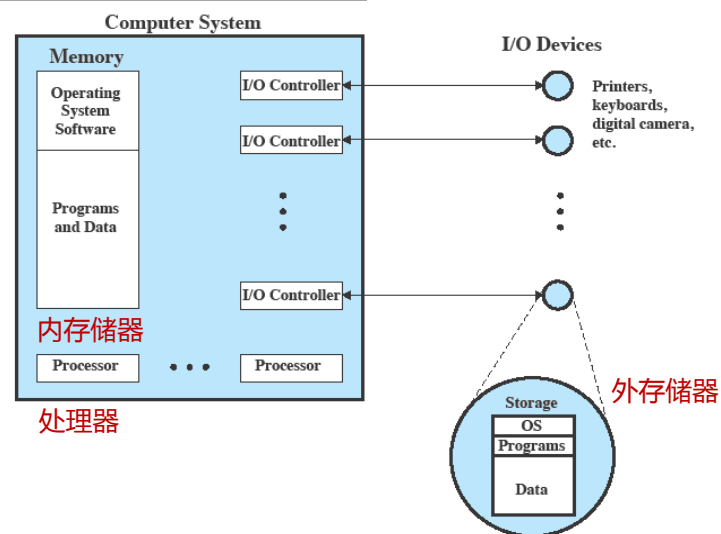 Computer System
Memory
Operating
System
Software
Programs
and Data
内存储器
I/O Controller
I/O Controller
I/O Controller
Processor
Processor
处理器
I/O Devices
Printers,
keyboards,
digital camera,
etc.
外存储器
Storage
OS
Programs
Data